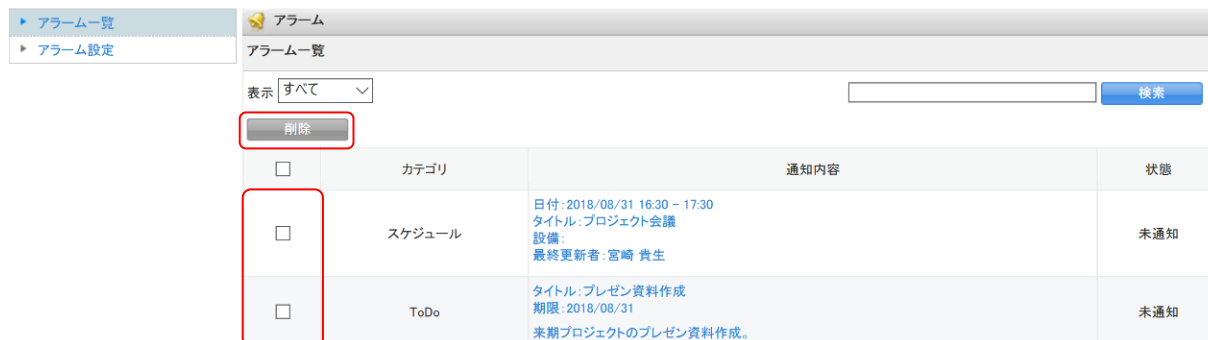 アラーム一覧
アラーム設定
アラーム
アラーム一覧
表示 すべて
検索
削除
カテゴリ 通知内容 状態
スケジュール
日付:2018/08/31 16:30 - 17:30
タイトル:プロジェクト会議
設備:
最終更新者:宮崎 貴生
未通知
ToDo
タイトル:プレゼン資料作成
期限:2018/08/31
来期プロジェクトのプレゼン資料作成。
未通知